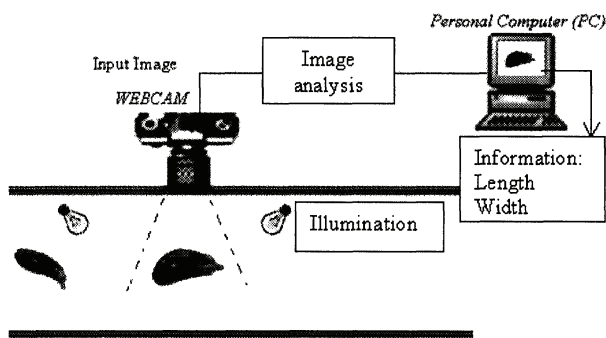 Personal Computer (PC)
Input Image
WEBCAM
Image
analysis
Information:
Length
Width
Illumination